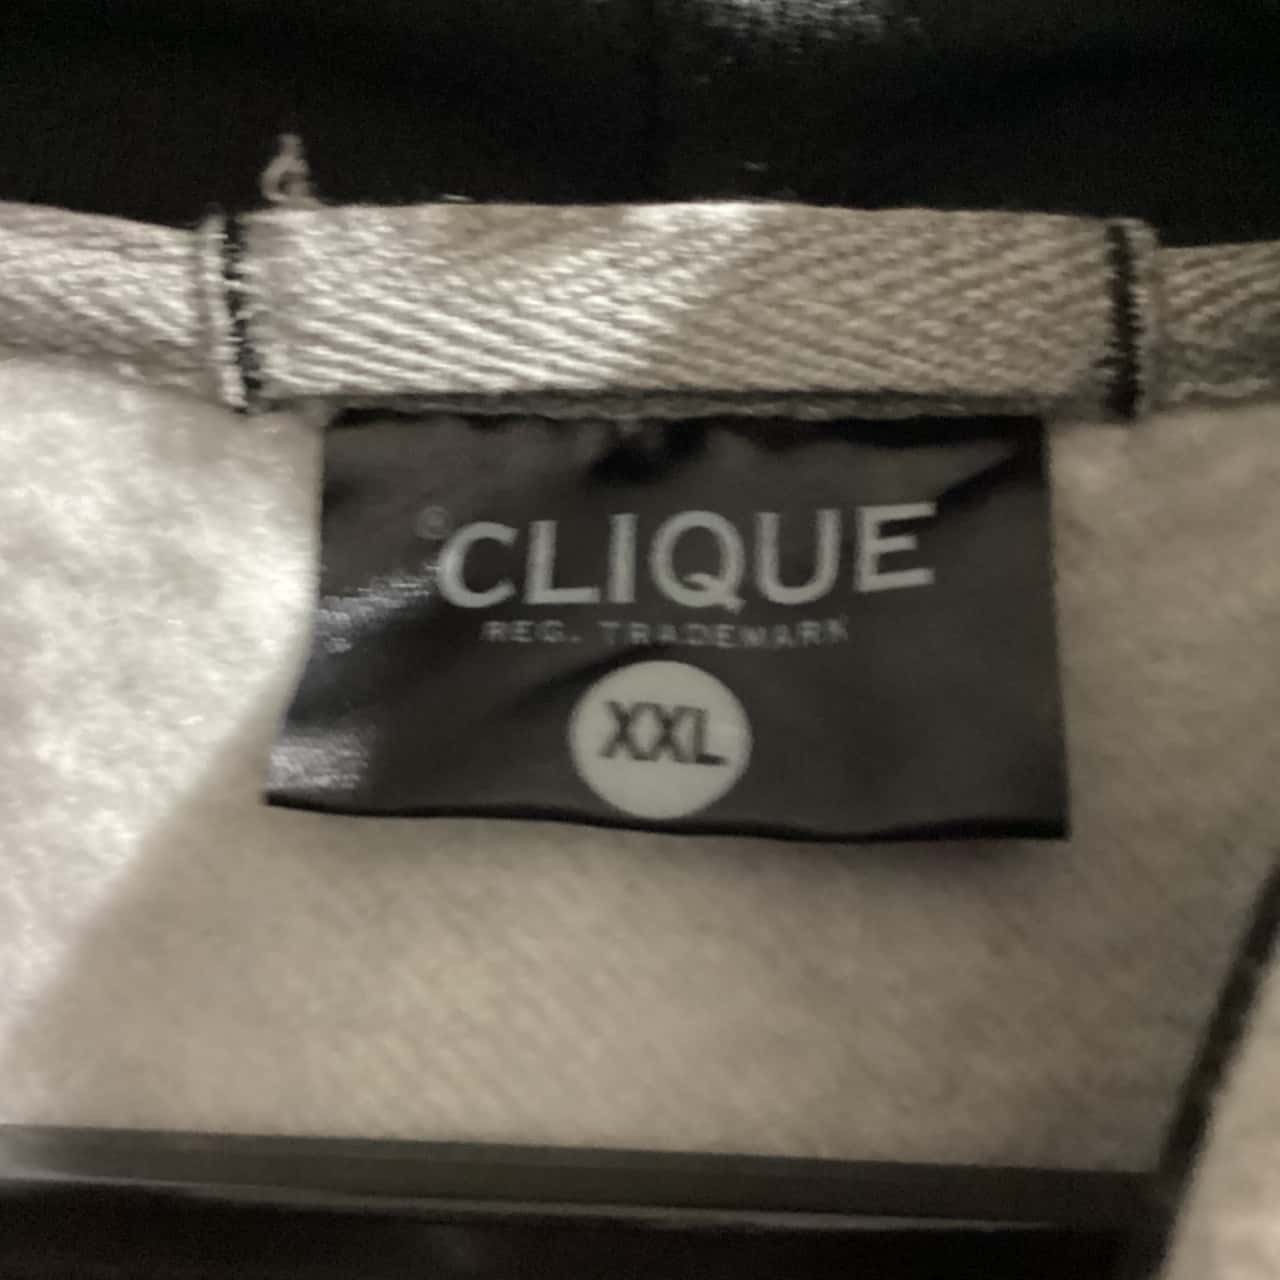 ®CLIQUE
REG. TRADEMARK
XXL